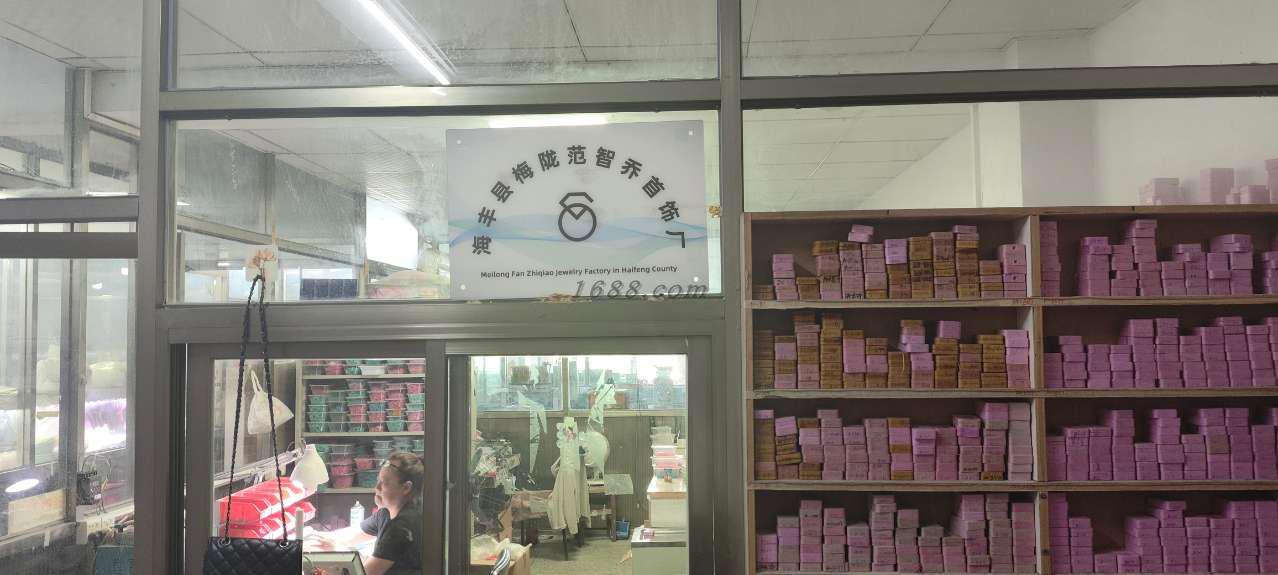 海丰县梅陇范智乔首饰厂
Meilong Fan Zhiqiao Jewelry Factory in Haifeng County
1688.com